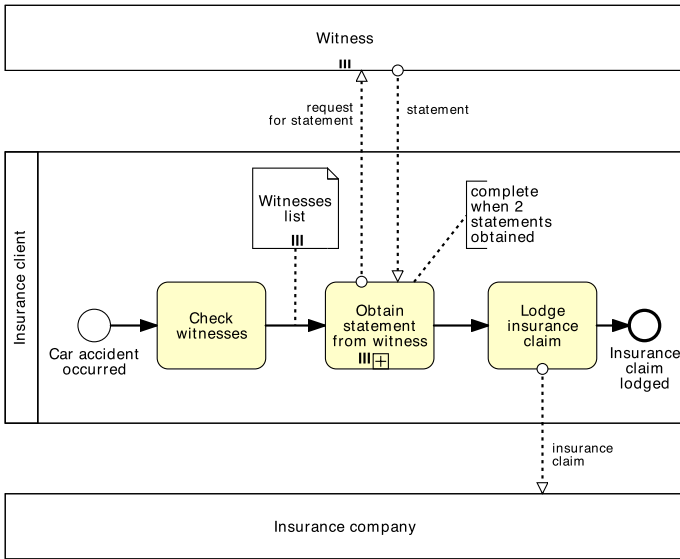 Witness
request
for statement
statement
Insurance client
Witnesses
list
complete
when 2
statements
obtained
Car accident
occurred
Check
witnesses
Obtain
statement
from witness
Lodge
insurance
claim
Insurance
claim
lodged
insurance
claim
Insurance company